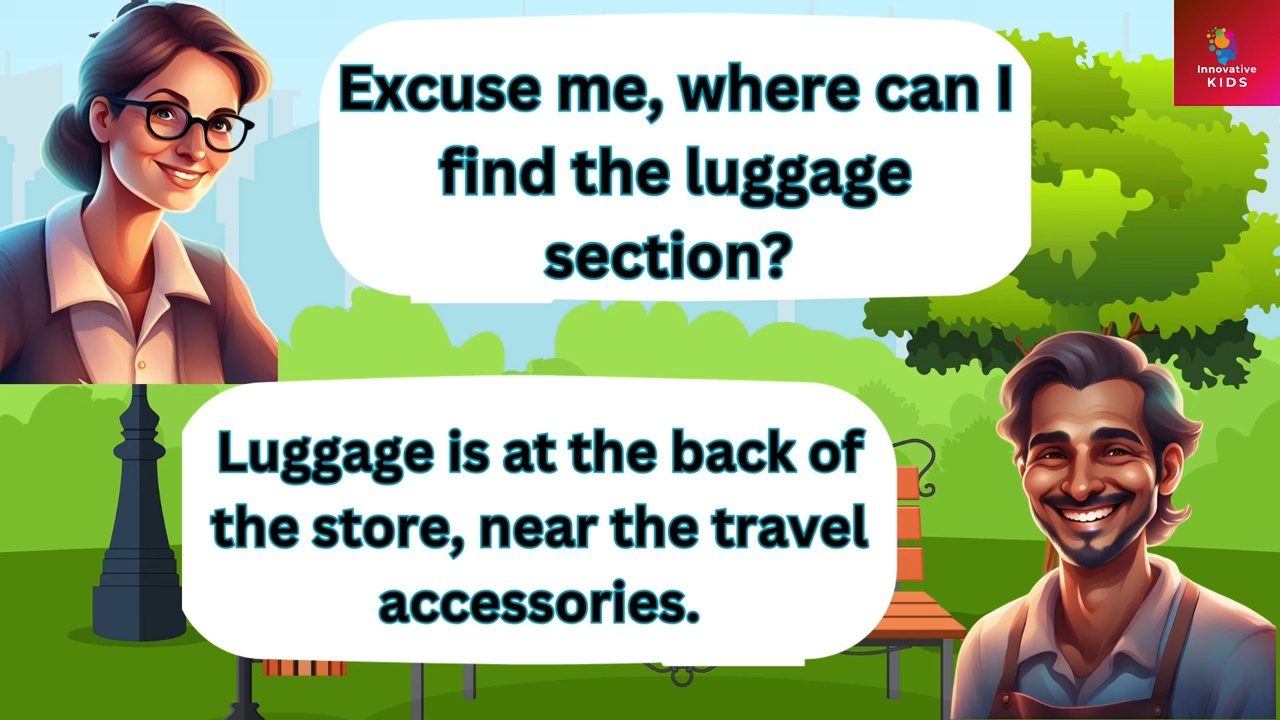 Excuse me, where can I
find the luggage
section?
Innovative
KIDS
Luggage is at the back of
the store, near the travel
accessories.